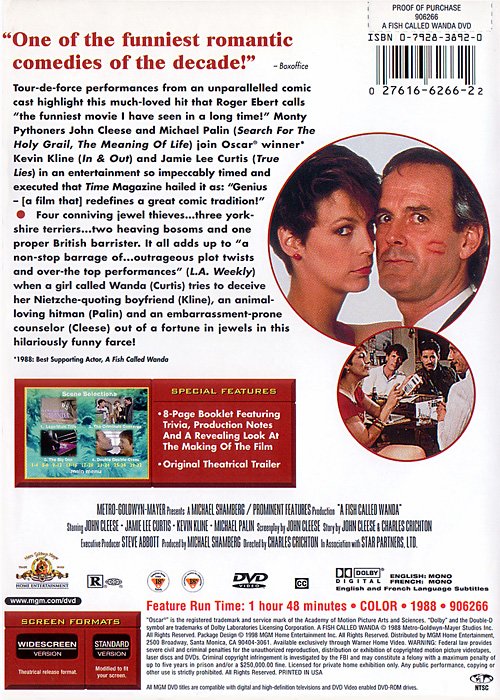 PROOF OF PURCHASE
906266
A FISH CALLED WANDA DVD
ISBN 0-7928-3892-0
0 27616-6266-2 2
“One of the funniest romantic
comedies of the decade!” – Boxoffice
Tour-de-force performances from an unparallelled comic
cast highlight this much-loved hit that Roger Ebert calls
“the funniest movie I have seen in a long time!” Monty
Pythoners John Cleese and Michael Palin (Search For The
Holy Grail, The Meaning Of Life) join Oscar® winner*
Kevin Kline (In & Out) and Jamie Lee Curtis (True
Lies) in an entertainment so impeccably timed and
executed that Time Magazine hailed it as: “Genius
– [a film that] redefines a great comic tradition!”
Four conniving jewel thieves...three york-
shire terriers...two heaving bosoms and one
proper British barrister. It all adds up to “a
non-stop barrage of...outrageous plot twists
and over-the top performances” (L.A. Weekly)
when a girl called Wanda (Curtis) tries to deceive
her Nietzche-quoting boyfriend (Kline), an animal-
loving hitman (Palin) and an embarrassment-prone
counselor (Cleese) out of a fortune in jewels in this
hilariously funny farce!
*1988: Best Supporting Actor, A Fish Called Wanda
Scene Selections
main menu
SPECIAL FEATURES
• 8-Page Booklet Featuring
Trivia, Production Notes
And A Revealing Look At
The Making Of The Film
• Original Theatrical Trailer
METRO-GOLDWYN-MAYER Presents A MICHAEL SHAMBERG / PROMINENT FEATURES Production “A FISH CALLED WANDA”
Starring JOHN CLEESE • JAMIE LEE CURTIS • KEVIN KLINE • MICHAEL PALIN Screenplay by JOHN CLEESE Story by JOHN CLEESE & CHARLES CRICHTON
Executive Producer STEVE ABBOTT Produced by MICHAEL SHAMBERG Directed by CHARLES CRICHTON In Association with STAR PARTNERS, LTD.
HOME ENTERTAINMENT
www.mgm.com/dvd
R
DVD
VIDEO
CC
DOLBY
DIGITAL
ENGLISH: MONO
FRENCH: MONO
English and French Language Subtitles
Feature Run Time: 1 hour 48 minutes • COLOR • 1988 • 906266
SCREEN FORMATS
WIDESCREEN
VERSION
Theatrical release format.
STANDARD
VERSION
Modified to fit
your screen.
“Oscar” is the registered trademark and service mark of the Academy of Motion Picture Arts and Sciences. “Dolby” and the Double-D
symbol are trademarks of Dolby Laboratories Licensing Corporation. A FISH CALLED WANDA © 1988 Metro-Goldwyn-Mayer Studios Inc.
All Rights Reserved. Package Design © 1998 MGM Home Entertainment Inc. All Rights Reserved. Distributed by MGM Home Entertainment,
2500 Broadway, Santa Monica, CA 90404-3061. Available exclusively through Warner Home Video. WARNING: Federal law provides
severe civil and criminal penalties for the unauthorized reproduction, distribution or exhibition of copyrighted motion picture videotapes,
laser discs and DVDs. Criminal copyright infringement is investigated by the FBI and may constitute a felony with a maximum penalty of
up to five years in prison and/or a $250,000.00 fine. Licensed for private home exhibition only. Any public performance, copying or
other use is strictly prohibited. All Rights Reserved. PRINTED IN USA
All MGM DVD titles are compatible with digital and high-definition televisions and DVD Video enabled DVD-ROM drives.
NTSC